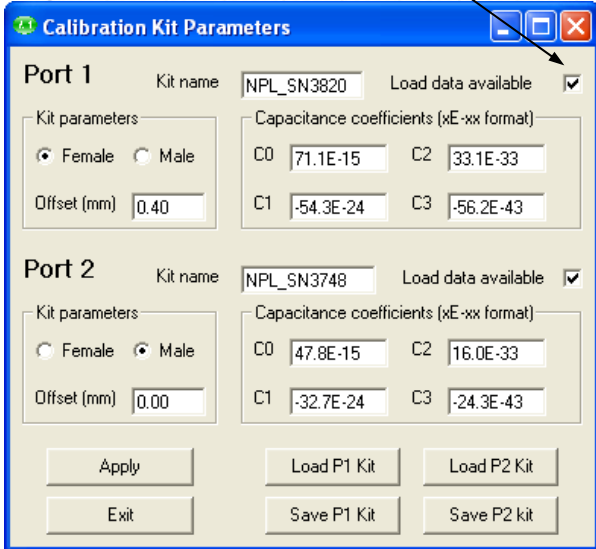 Calibration Kit Parameters
Port 1 Kit name NPL_SN3820 Load data available
Kit parameters Capacitance coefficients (xE-xx format)
Female Male C0 71.1E-15 C2 33.1E-33
Offset (mm) 0.40 C1 -54.3E-24 C3 -56.2E-43
Port 2 Kit name NPL_SN3748 Load data available
Kit parameters Capacitance coefficients (xE-xx format)
Female Male C0 47.8E-15 C2 16.0E-33
Offset (mm) 0.00 C1 -32.7E-24 C3 -24.3E-43
Apply Load P1 Kit Load P2 Kit
Exit Save P1 Kit Save P2 kit